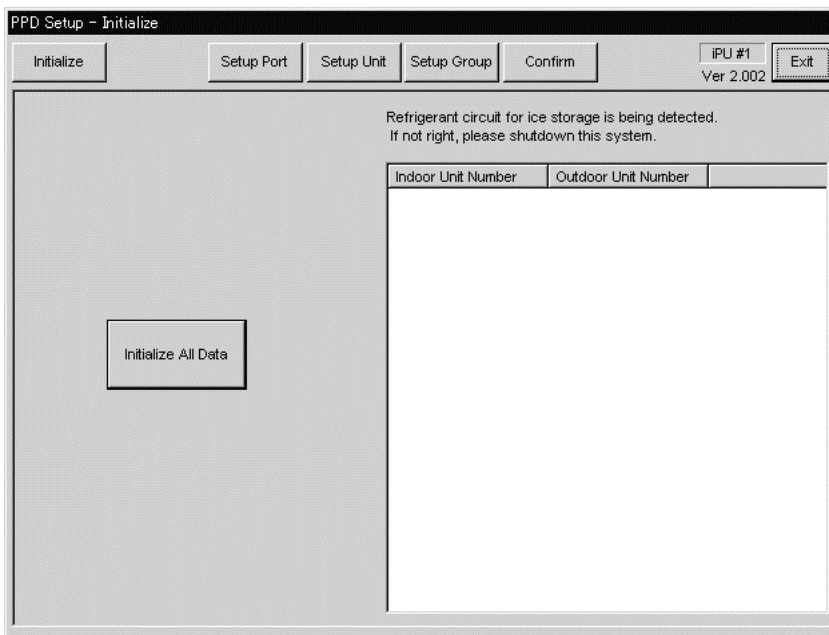 PPD Setup - Initialize
Initialize
Setup Port
Setup Unit
Setup Group
Confirm
iPU #1
Ver 2.002
Exit
Refrigerant circuit for ice storage is being detected.
If not right, please shutdown this system.
Indoor Unit Number
Outdoor Unit Number
Initialize All Data